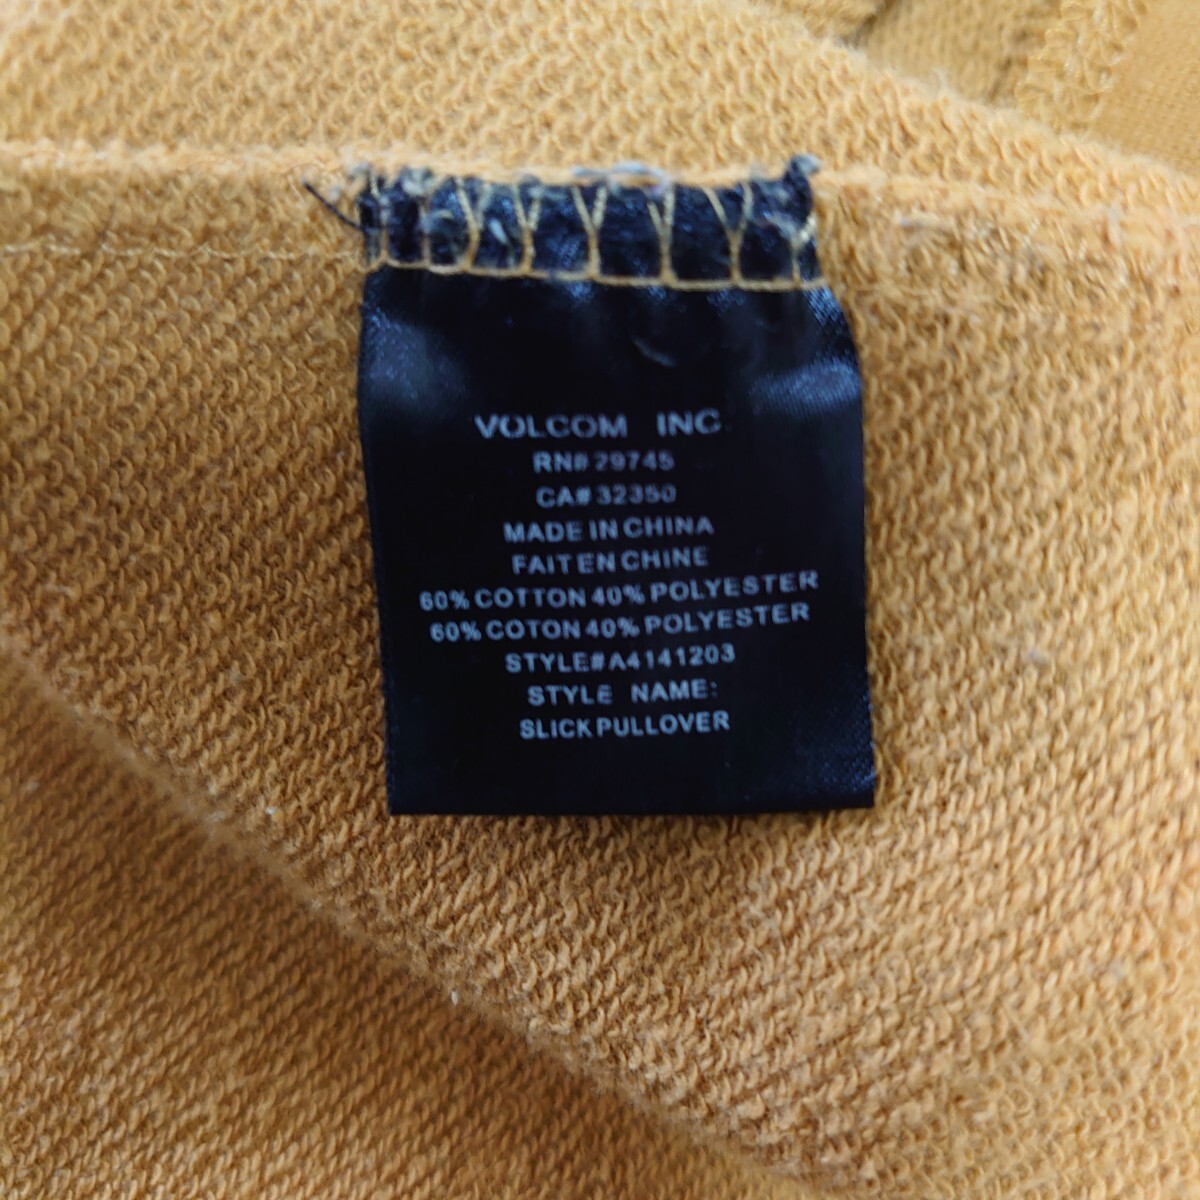 VOLCOM INC.
RN# 29745
CA# 32350
MADE IN CHINA
FAIT EN CHINE
60% COTTON 40% POLYESTER
60% COTON 40% POLYESTER
STYLE#A4141203
STYLE NAME:
SLICK PULLOVER